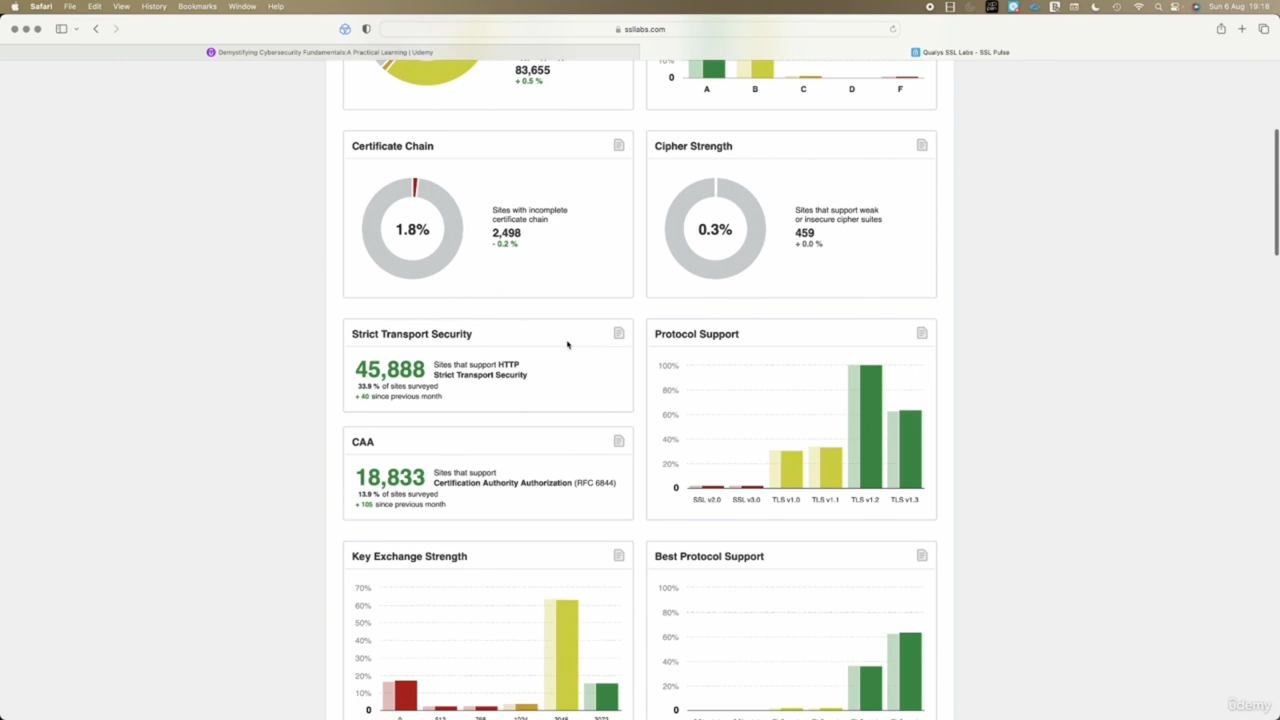 Safari File Edit View History Bookmarks Window Help
Sun 6 Aug 19:18
ssllabs.com
Demystifying Cybersecurity Fundamentals:A Practical Learning | Udemy
Qualys SSL Labs - SSL Pulse
83,655
+ 0.5 %
0
A B C D F
Certificate Chain
1.8%
Sites with incomplete
certificate chain
2,498
- 0.2 %
Cipher Strength
0.3%
Sites that support weak
or insecure cipher suites
459
+ 0.0 %
Strict Transport Security
45,888
Sites that support HTTP
Strict Transport Security
33.9 % of sites surveyed
+ 40 since previous month
CAA
18,833
Sites that support
Certification Authority Authorization (RFC 6844)
13.9 % of sites surveyed
+ 105 since previous month
Protocol Support
100%
80%
60%
40%
20%
0
SSL v2.0 SSL v3.0 TLS v1.0 TLS v1.1 TLS v1.2 TLS v1.3
Key Exchange Strength
70%
60%
50%
40%
30%
20%
10%
0
Best Protocol Support
100%
80%
60%
40%
20%
0
Udemy